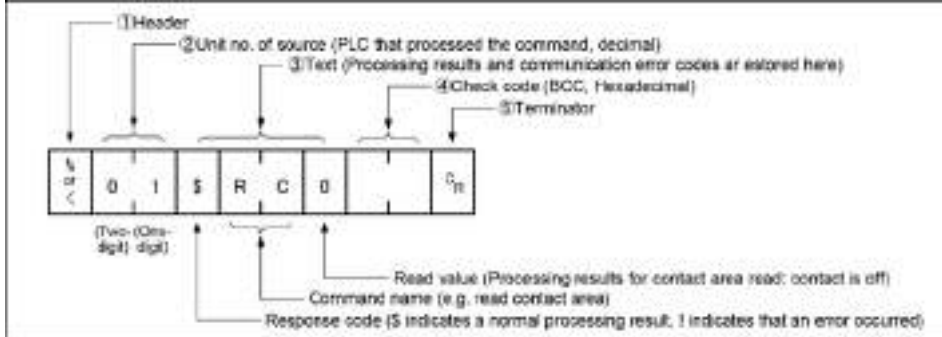 ①Header
②Unit no. of source (PLC that processed the command, decimal)
③Text (Processing results and communication error codes ar estored here)
④Check code (BCC, Hexadecimal)
⑤Terminator
% or < 0 1 $ R C 0 CR
(Two-digit) (One-digit)
Read value (Processing results for contact area read: contact is off)
Command name (e.g. read contact area)
Response code ($ indicates a normal processing result, ! indicates that an error occurred)